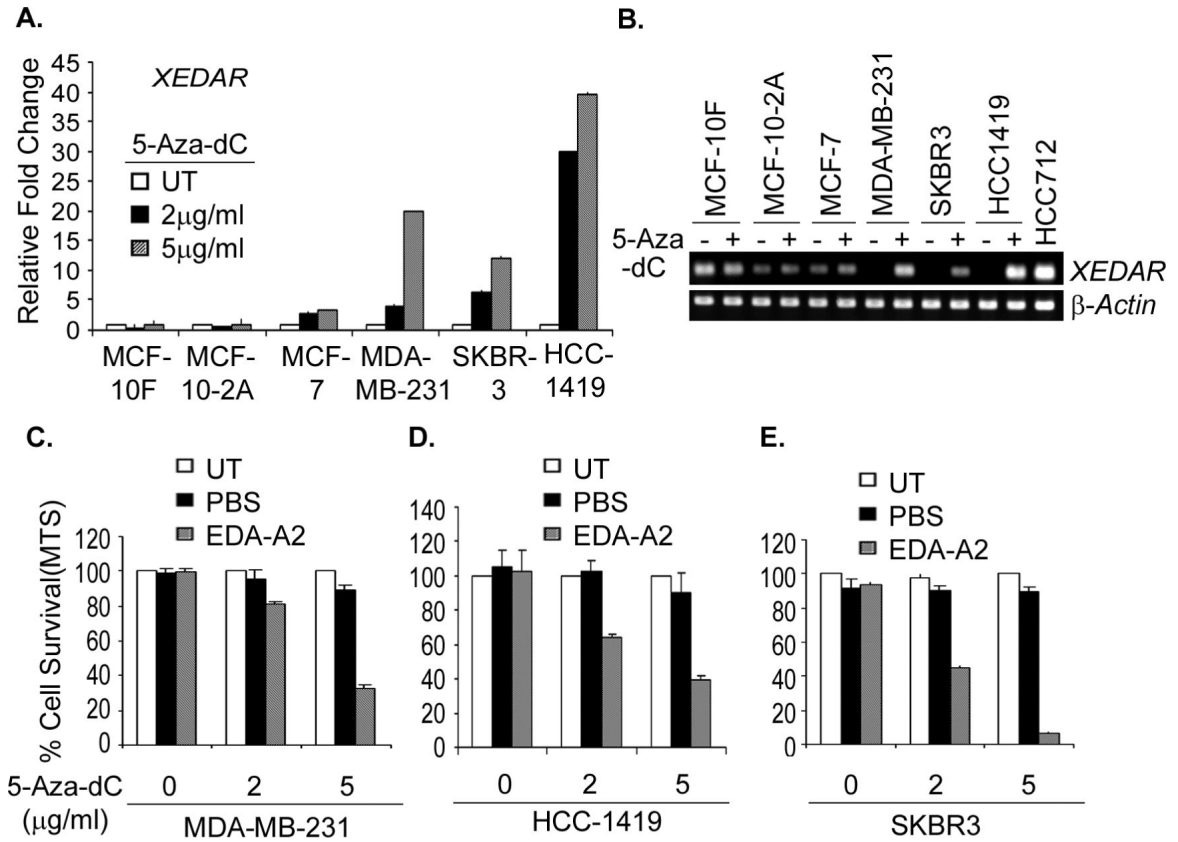 A.
XEDAR
5-Aza-dC
UT
2μg/ml
5μg/ml
Relative Fold Change
45
40
35
30
25
20
15
10
5
0
MCF-10F
MCF-10-2A
MCF-7
MDA-MB-231
SKBR-3
HCC-1419
B.
MCF-10F
MCF-10-2A
MCF-7
MDA-MB-231
SKBR3
HCC1419
HCC712
5-Aza-dC
- + - + - + - + - + - +
XEDAR
β-Actin
C.
UT
PBS
EDA-A2
% Cell Survival(MTS)
120
100
80
60
40
20
0
5-Aza-dC (μg/ml)
0 2 5
MDA-MB-231
D.
UT
PBS
EDA-A2
140
120
100
80
60
40
20
0
0 2 5
HCC-1419
E.
UT
PBS
EDA-A2
120
100
80
60
40
20
0
0 2 5
SKBR3